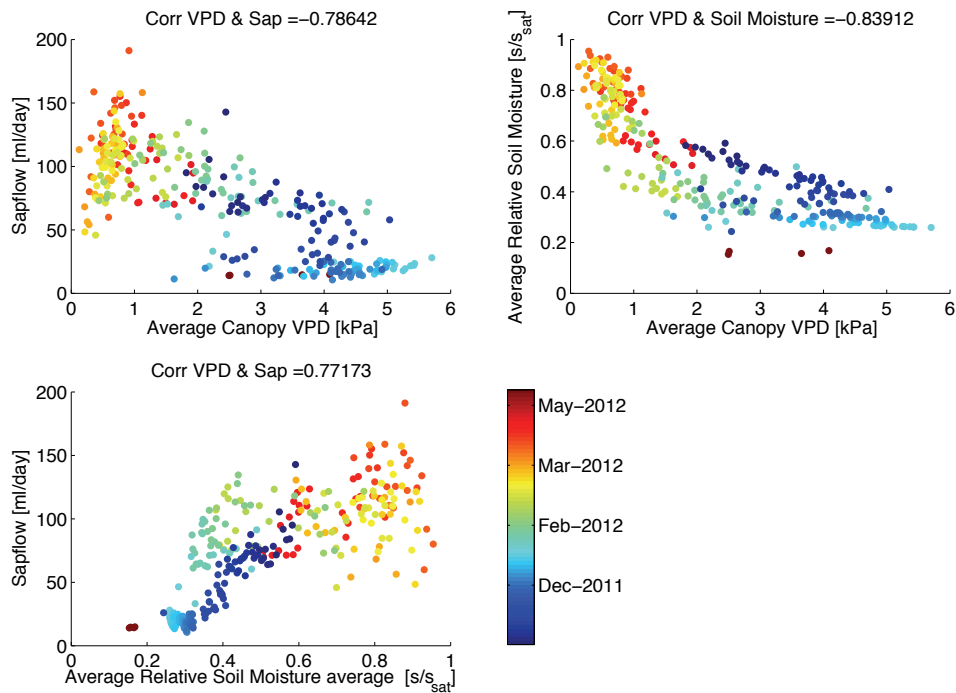 Corr VPD & Sap =−0.78642
200
150
100
50
0
Sapflow [ml/day]
0 1 2 3 4 5 6
Average Canopy VPD [kPa]
Corr VPD & Soil Moisture =−0.83912
1
0.8
0.6
0.4
0.2
0
Average Relative Soil Moisture [s/s_sat]
0 1 2 3 4 5 6
Average Canopy VPD [kPa]
Corr VPD & Sap =0.77173
200
150
100
50
0
Sapflow [ml/day]
0 0.2 0.4 0.6 0.8 1
Average Relative Soil Moisture average [s/s_sat]
May−2012
Mar−2012
Feb−2012
Dec−2011